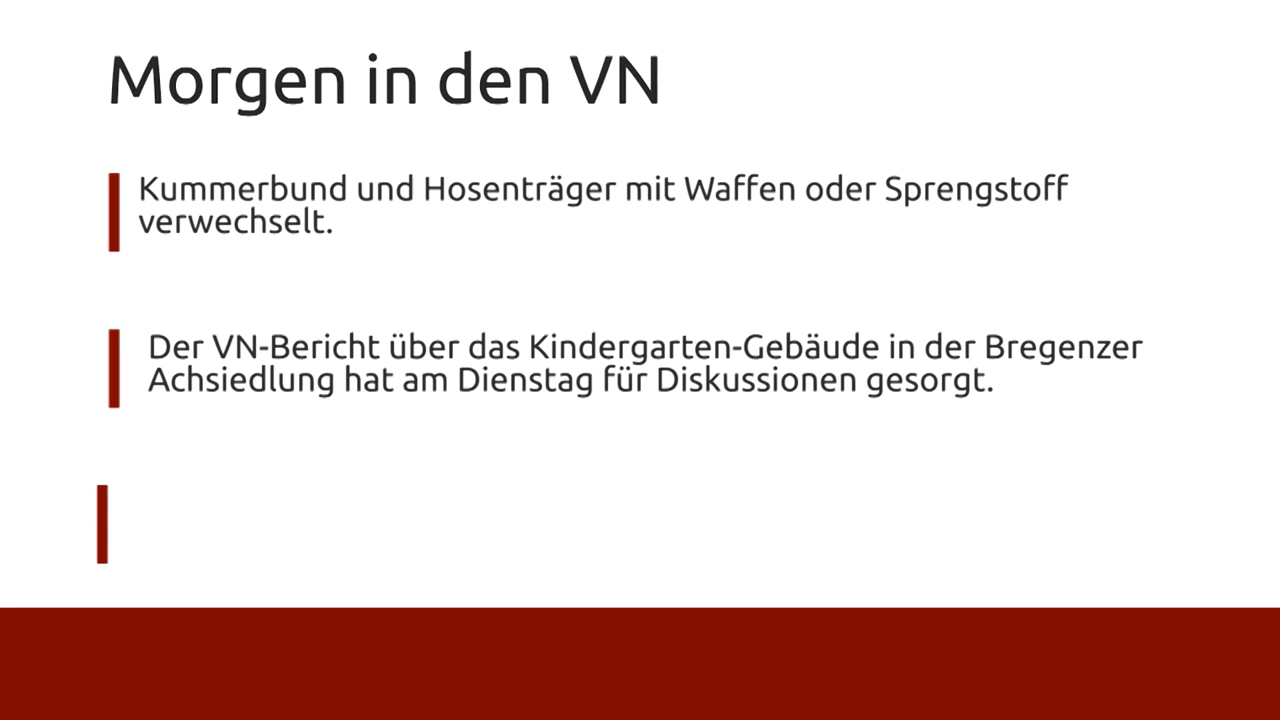 Morgen in den VN
Kummerbund und Hosenträger mit Waffen oder Sprengstoff
verwechselt.
Der VN-Bericht über das Kindergarten-Gebäude in der Bregenzer
Achsiedlung hat am Dienstag für Diskussionen gesorgt.